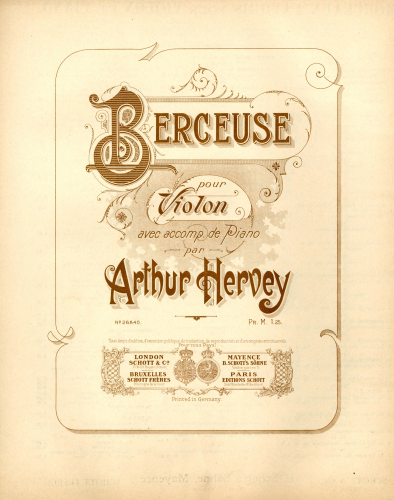 BERCEUSE
pour
Violon
avec accomp. de Piano
par
Arthur Hervey
Pr. M. 1.25.
LONDON
SCHOTT & Cº
BRUXELLES
SCHOTT FRÈRES
MAYENCE
B. SCHOTT'S SÖHNE
PARIS
EDITIONS SCHOTT
Printed in Germany.